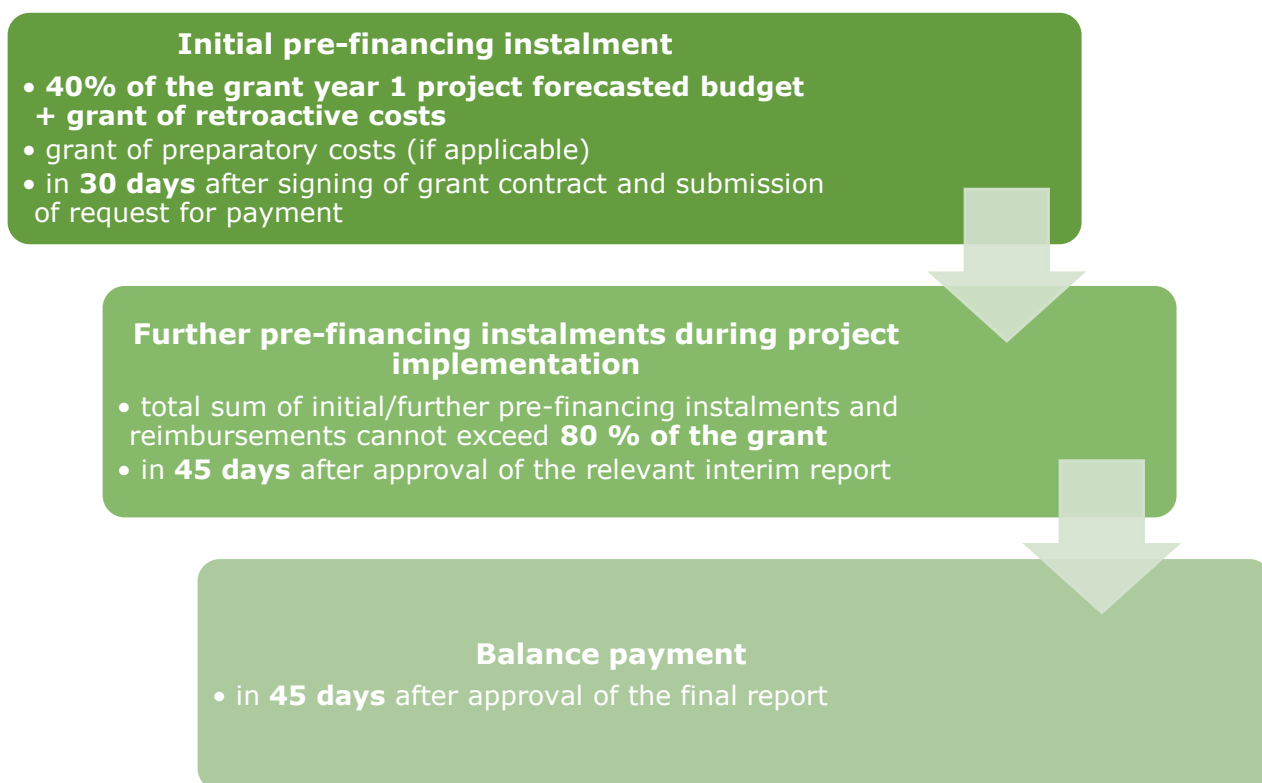 Initial pre-financing instalment
• 40% of the grant year 1 project forecasted budget
+ grant of retroactive costs
• grant of preparatory costs (if applicable)
• in 30 days after signing of grant contract and submission
of request for payment
Further pre-financing instalments during project
implementation
• total sum of initial/further pre-financing instalments and
reimbursements cannot exceed 80 % of the grant
• in 45 days after approval of the relevant interim report
Balance payment
• in 45 days after approval of the final report